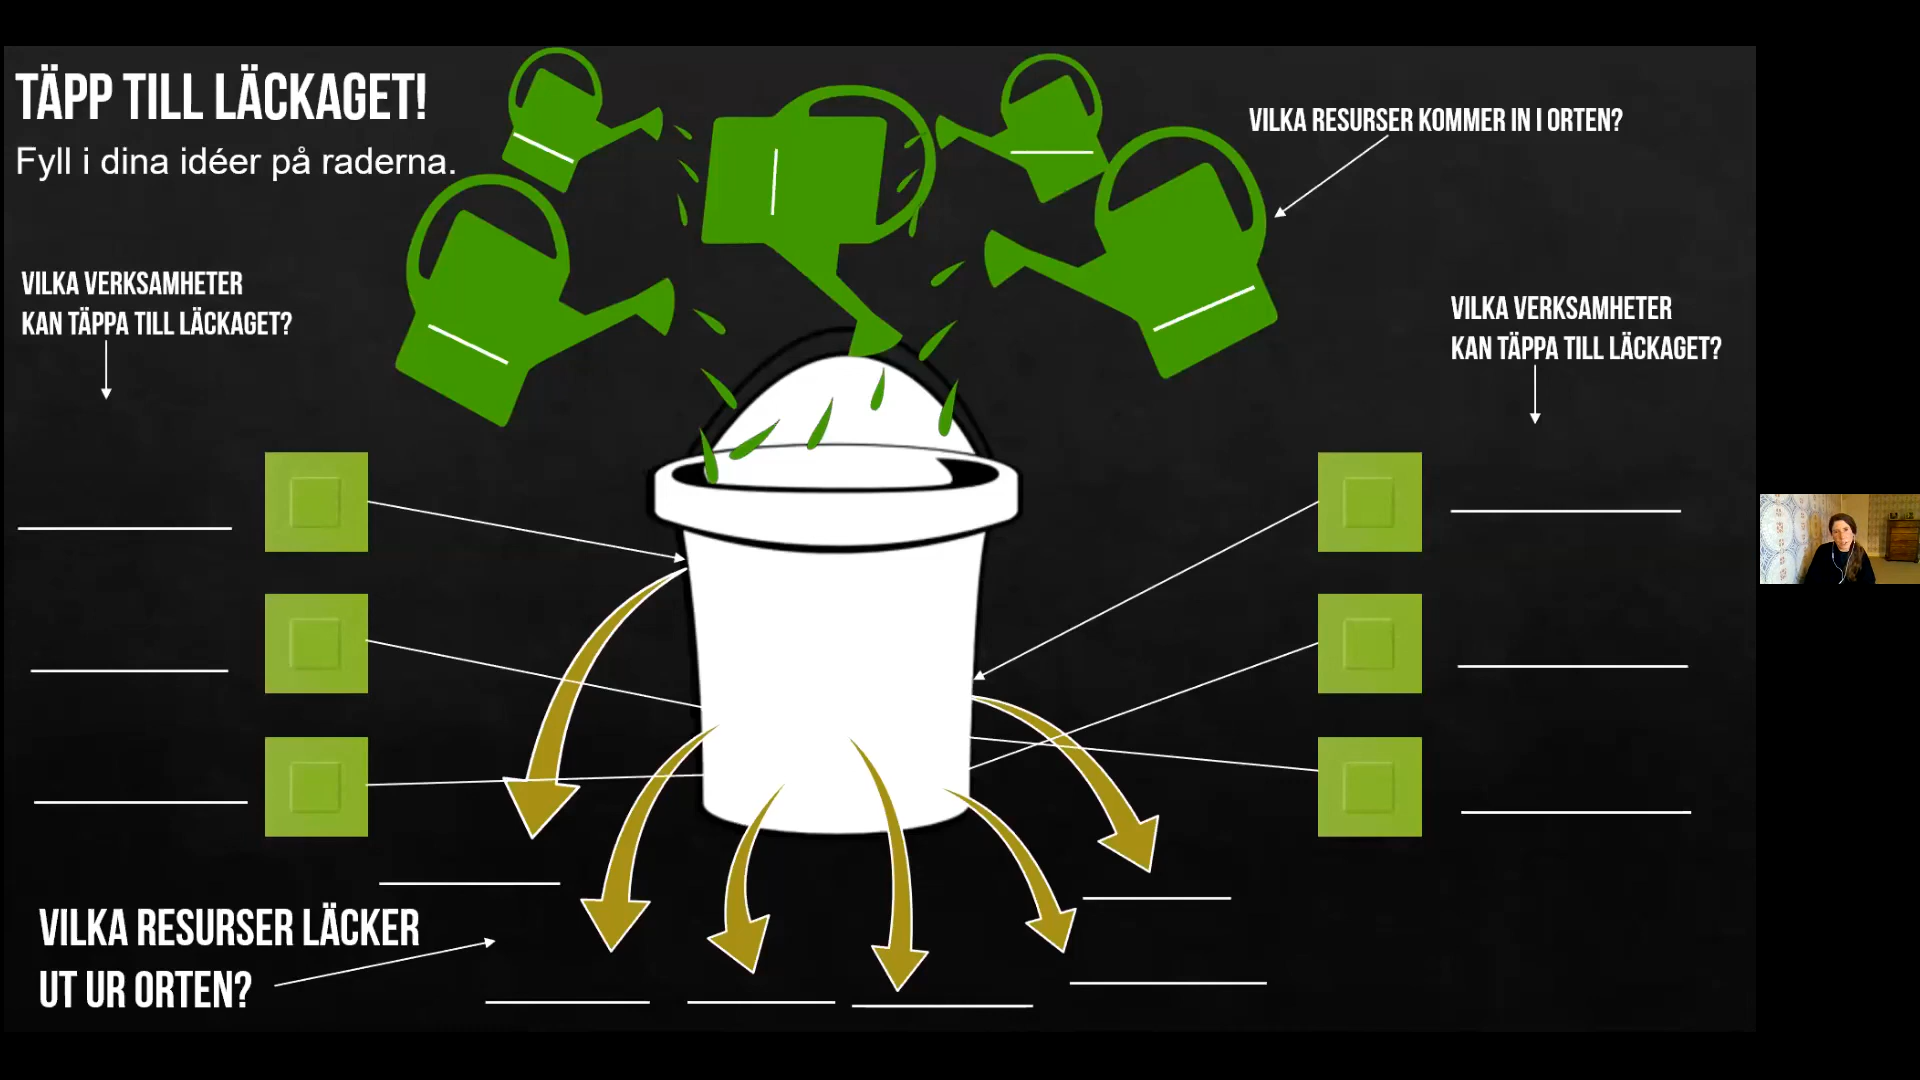 TÄPP TILL LÄCKAGET!
Fyll i dina idéer på raderna.
VILKA RESURSER KOMMER IN I ORTEN?
VILKA VERKSAMHETER
KAN TÄPPA TILL LÄCKAGET?
VILKA VERKSAMHETER
KAN TÄPPA TILL LÄCKAGET?
VILKA RESURSER LÄCKER
UT UR ORTEN?